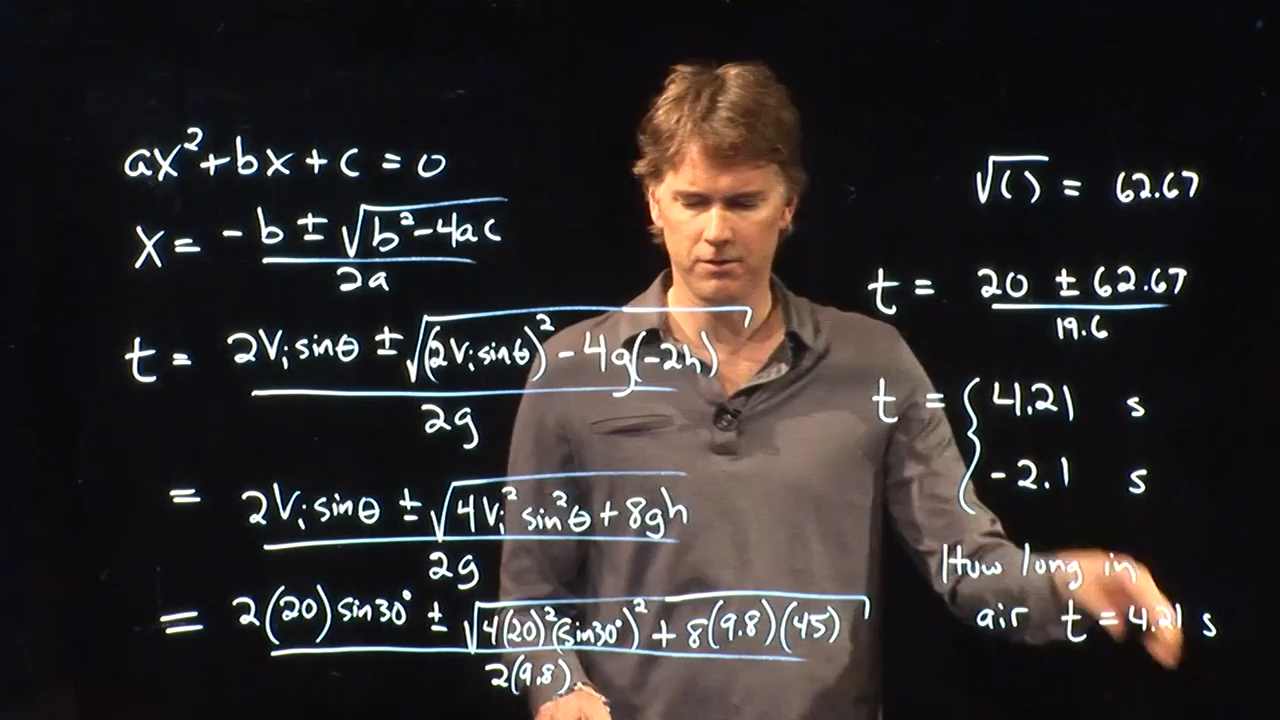 ax²+bx+c=0
x = -b ± √b²-4ac
2a
t = 2Vᵢsinθ ± √(2Vᵢsinθ)² - 4g(-2h)
2g
= 2Vᵢsinθ ± √4Vᵢ²sin²θ + 8gh
2g
= 2(20)sin30° ± √4(20)²(sin30°)² + 8(9.8)(45)
2(9.8)
√( ) = 62.67
t = 20 ± 62.67
19.6
t = { 4.21 s
-2.1 s
How long in
air t = 4.21 s